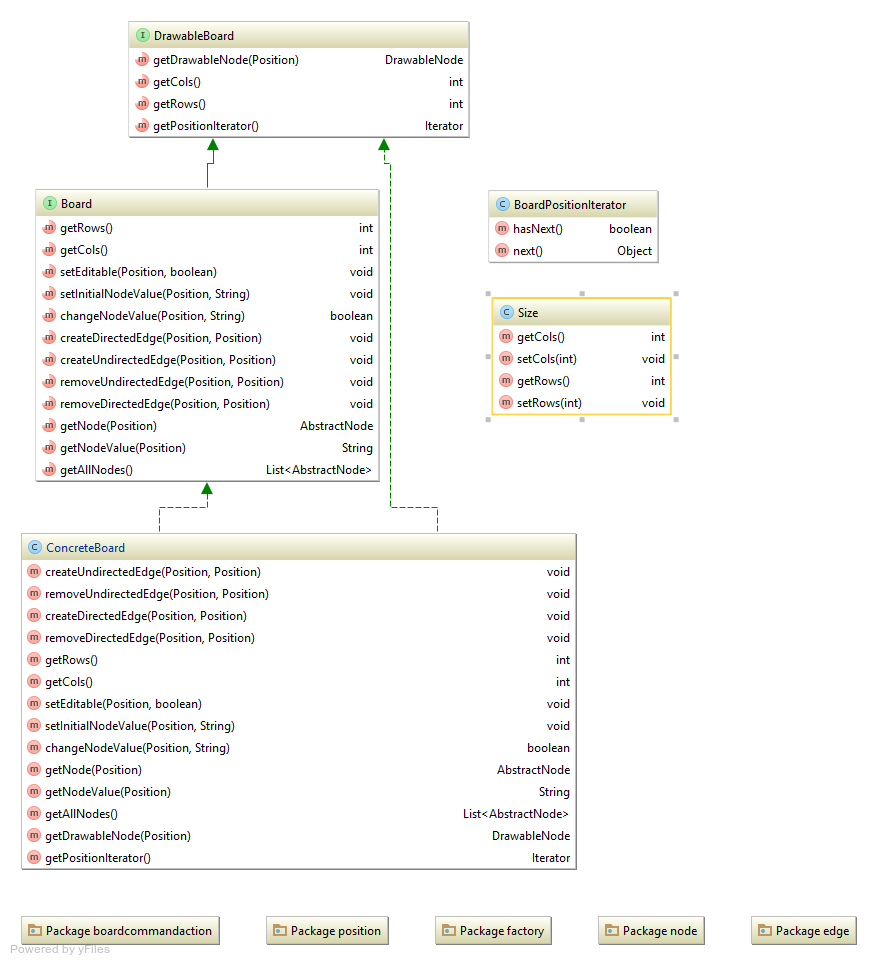 I DrawableBoard
m getDrawableNode(Position) DrawableNode
m getCols() int
m getRows() int
m getPositionIterator() Iterator
I Board
m getRows() int
m getCols() int
m setEditable(Position, boolean) void
m setInitialNodeValue(Position, String) void
m changeNodeValue(Position, String) boolean
m createDirectedEdge(Position, Position) void
m createUndirectedEdge(Position, Position) void
m removeUndirectedEdge(Position, Position) void
m removeDirectedEdge(Position, Position) void
m getNode(Position) AbstractNode
m getNodeValue(Position) String
m getAllNodes() List<AbstractNode>
C BoardPositionIterator
m hasNext() boolean
m next() Object
C Size
m getCols() int
m setCols(int) void
m getRows() int
m setRows(int) void
C ConcreteBoard
m createUndirectedEdge(Position, Position) void
m removeUndirectedEdge(Position, Position) void
m createDirectedEdge(Position, Position) void
m removeDirectedEdge(Position, Position) void
m getRows() int
m getCols() int
m setEditable(Position, boolean) void
m setInitialNodeValue(Position, String) void
m changeNodeValue(Position, String) boolean
m getNode(Position) AbstractNode
m getNodeValue(Position) String
m getAllNodes() List<AbstractNode>
m getDrawableNode(Position) DrawableNode
m getPositionIterator() Iterator
Package boardcommandaction
Package position
Package factory
Package node
Package edge
Powered by yFiles